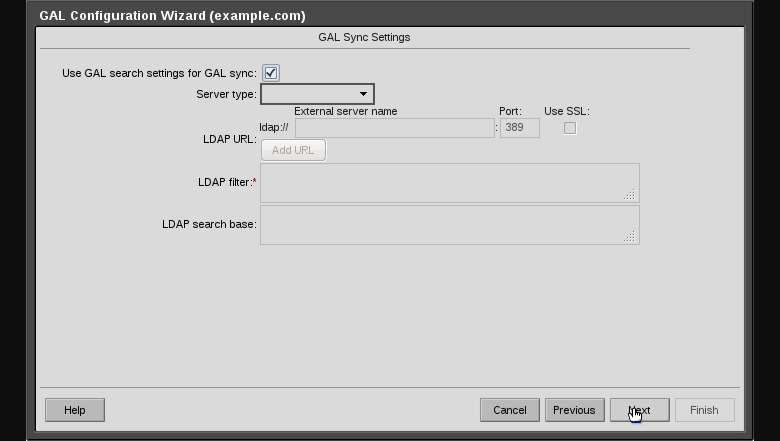 GAL Configuration Wizard (example.com)
GAL Sync Settings
Use GAL search settings for GAL sync:
Server type:
External server name Port: Use SSL:
ldap:// : 389
LDAP URL:
Add URL
LDAP filter:*
LDAP search base:
Help Cancel Previous Next Finish